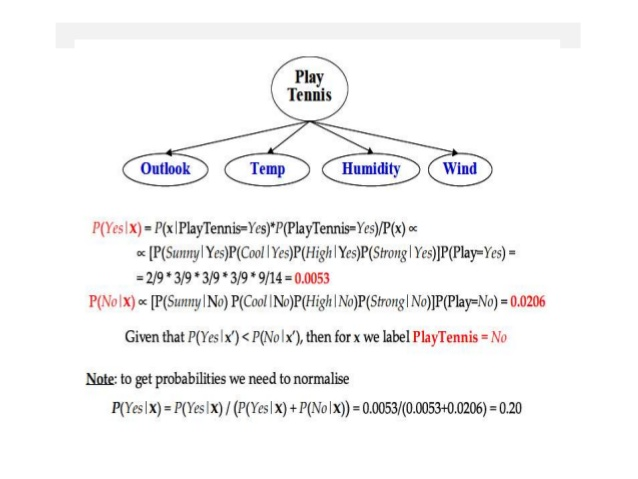 Play
Tennis
Outlook Temp Humidity Wind
P(Yes|x) = P(x|PlayTennis=Yes)*P(PlayTennis=Yes)/P(x) ∝
∝ [P(Sunny|Yes)P(Cool|Yes)P(High|Yes)P(Strong|Yes)]P(Play=Yes) =
= 2/9 * 3/9 * 3/9 * 3/9 * 9/14 = 0.0053
P(No|x) ∝ [P(Sunny|No) P(Cool|No)P(High|No)P(Strong|No)]P(Play=No) = 0.0206
Given that P(Yes|x') < P(No|x'), then for x we label PlayTennis = No
Note: to get probabilities we need to normalise
P(Yes|x) = P(Yes|x) / (P(Yes|x) + P(No|x)) = 0.0053/(0.0053+0.0206) = 0.20